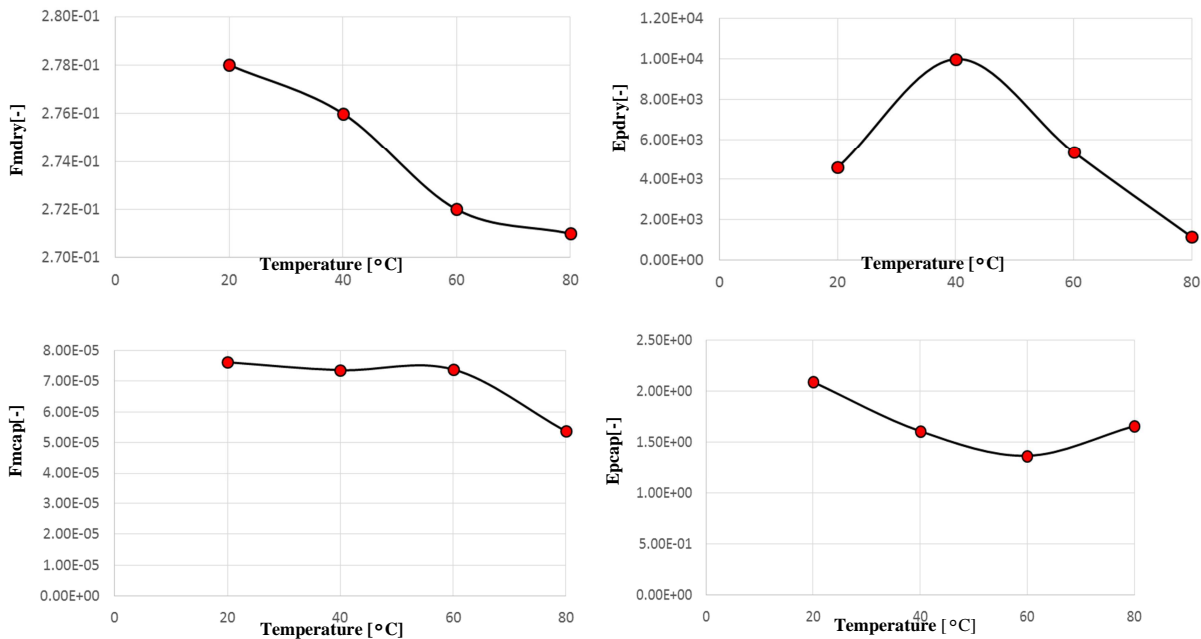 2.80E-01
2.78E-01
2.76E-01
2.74E-01
2.72E-01
2.70E-01
Fmdry[-]
0
20
40
60
80
Temperature [°C]
1.20E+04
1.00E+04
8.00E+03
6.00E+03
4.00E+03
2.00E+03
0.00E+00
Epdry[-]
0
20
40
60
80
Temperature [°C]
8.00E-05
7.00E-05
6.00E-05
5.00E-05
4.00E-05
3.00E-05
2.00E-05
1.00E-05
0.00E+00
Fmcap[-]
0
20
40
60
80
Temperature [°C]
2.50E+00
2.00E+00
1.50E+00
1.00E+00
5.00E-01
0.00E+00
Epcap[-]
0
20
40
60
80
Temperature [°C]